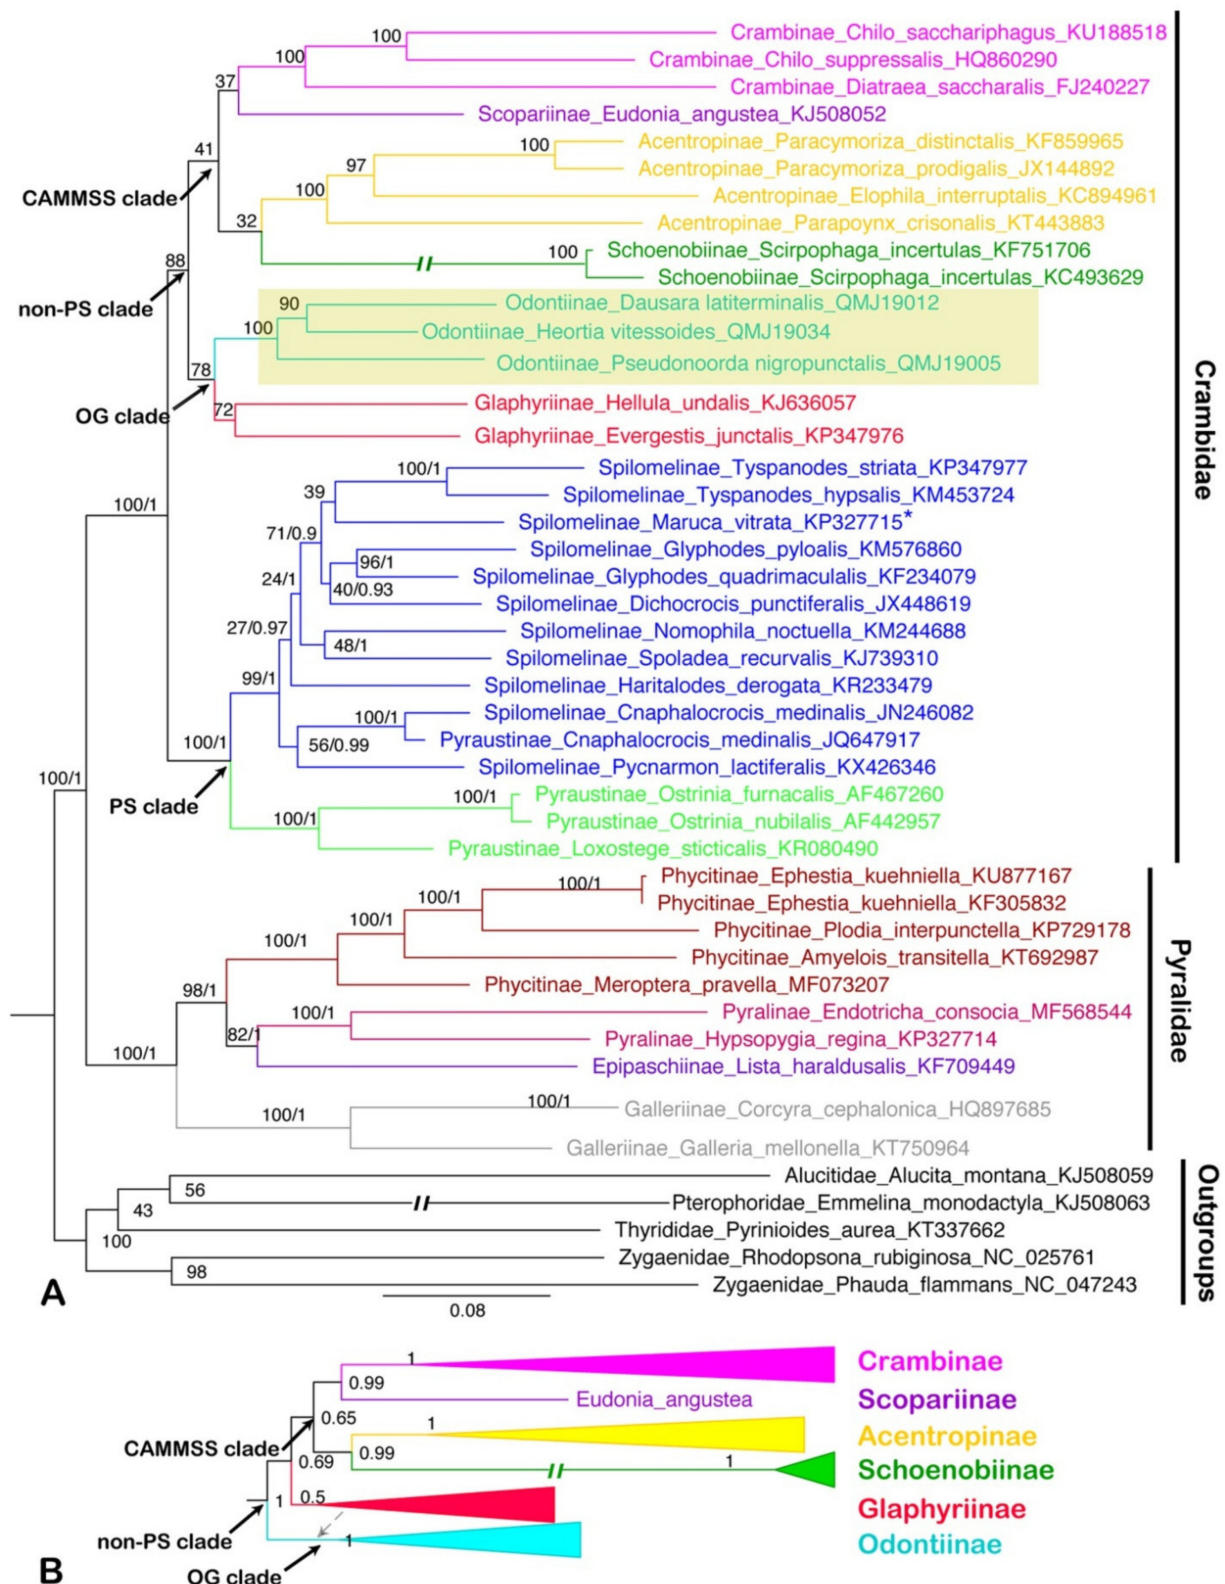 100
Crambinae_Chilo_sacchariphagus_KU188518
100
Crambinae_Chilo_suppressalis_HQ860290
37
Crambinae_Diatraea_saccharalis_FJ240227
Scopariinae_Eudonia_angustea_KJ508052
41
100
Acentropinae_Paracymoriza_distinctalis_KF859965
97
Acentropinae_Paracymoriza_prodigalis_JX144892
CAMMSS clade
100
Acentropinae_Elophila_interruptalis_KC894961
32
Acentropinae_Parapoynx_crisonalis_KT443883
100
Schoenobiinae_Scirpophaga_incertulas_KF751706
88
Schoenobiinae_Scirpophaga_incertulas_KC493629
non-PS clade
90
Odontiinae_Dausara latiterminalis_QMJ19012
100
Odontiinae_Heortia vitessoides_QMJ19034
78
Odontiinae_Pseudonoorda nigropunctalis_QMJ19005
OG clade
72
Glaphyriinae_Hellula_undalis_KJ636057
Glaphyriinae_Evergestis_junctalis_KP347976
Crambidae
100/1
Spilomelinae_Tyspanodes_striata_KP347977
39
Spilomelinae_Tyspanodes_hypsalis_KM453724
100/1
71/0.9
Spilomelinae_Maruca_vitrata_KP327715*
Spilomelinae_Glyphodes_pyloalis_KM576860
96/1
24/1
Spilomelinae_Glyphodes_quadrimaculalis_KF234079
40/0.93
Spilomelinae_Dichocrocis_punctiferalis_JX448619
27/0.97
Spilomelinae_Nomophila_noctuella_KM244688
48/1
Spilomelinae_Spoladea_recurvalis_KJ739310
99/1
Spilomelinae_Haritalodes_derogata_KR233479
100/1
Spilomelinae_Cnaphalocrocis_medinalis_JN246082
100/1
56/0.99
Pyraustinae_Cnaphalocrocis_medinalis_JQ647917
Spilomelinae_Pycnarmon_lactiferalis_KX426346
100/1
PS clade
100/1
Pyraustinae_Ostrinia_furnacalis_AF467260
100/1
Pyraustinae_Ostrinia_nubilalis_AF442957
Pyraustinae_Loxostege_sticticalis_KR080490
100/1
Phycitinae_Ephestia_kuehniella_KU877167
100/1
Phycitinae_Ephestia_kuehniella_KF305832
100/1
Phycitinae_Plodia_interpunctella_KP729178
100/1
Phycitinae_Amyelois_transitella_KT692987
98/1
Phycitinae_Meroptera_pravella_MF073207
Pyralidae
100/1
Pyralinae_Endotricha_consocia_MF568544
82/1
Pyralinae_Hypsopygia_regina_KP327714
100/1
Epipaschiinae_Lista_haraldusalis_KF709449
100/1
Galleriinae_Corcyra_cephalonica_HQ897685
100/1
Galleriinae_Galleria_mellonella_KT750964
Alucitidae_Alucita_montana_KJ508059
56
Pterophoridae_Emmelina_monodactyla_KJ508063
43
Thyrididae_Pyrinioides_aurea_KT337662
100
Zygaenidae_Rhodopsona_rubiginosa_NC_025761
98
Zygaenidae_Phauda_flammans_NC_047243
Outgroups
A
0.08
1
Crambinae
0.99
Eudonia_angustea
Scopariinae
0.65
1
Acentropinae
CAMMSS clade
0.99
0.69
1
Schoenobiinae
1
0.5
Glaphyriinae
non-PS clade
1
Odontiinae
B
OG clade